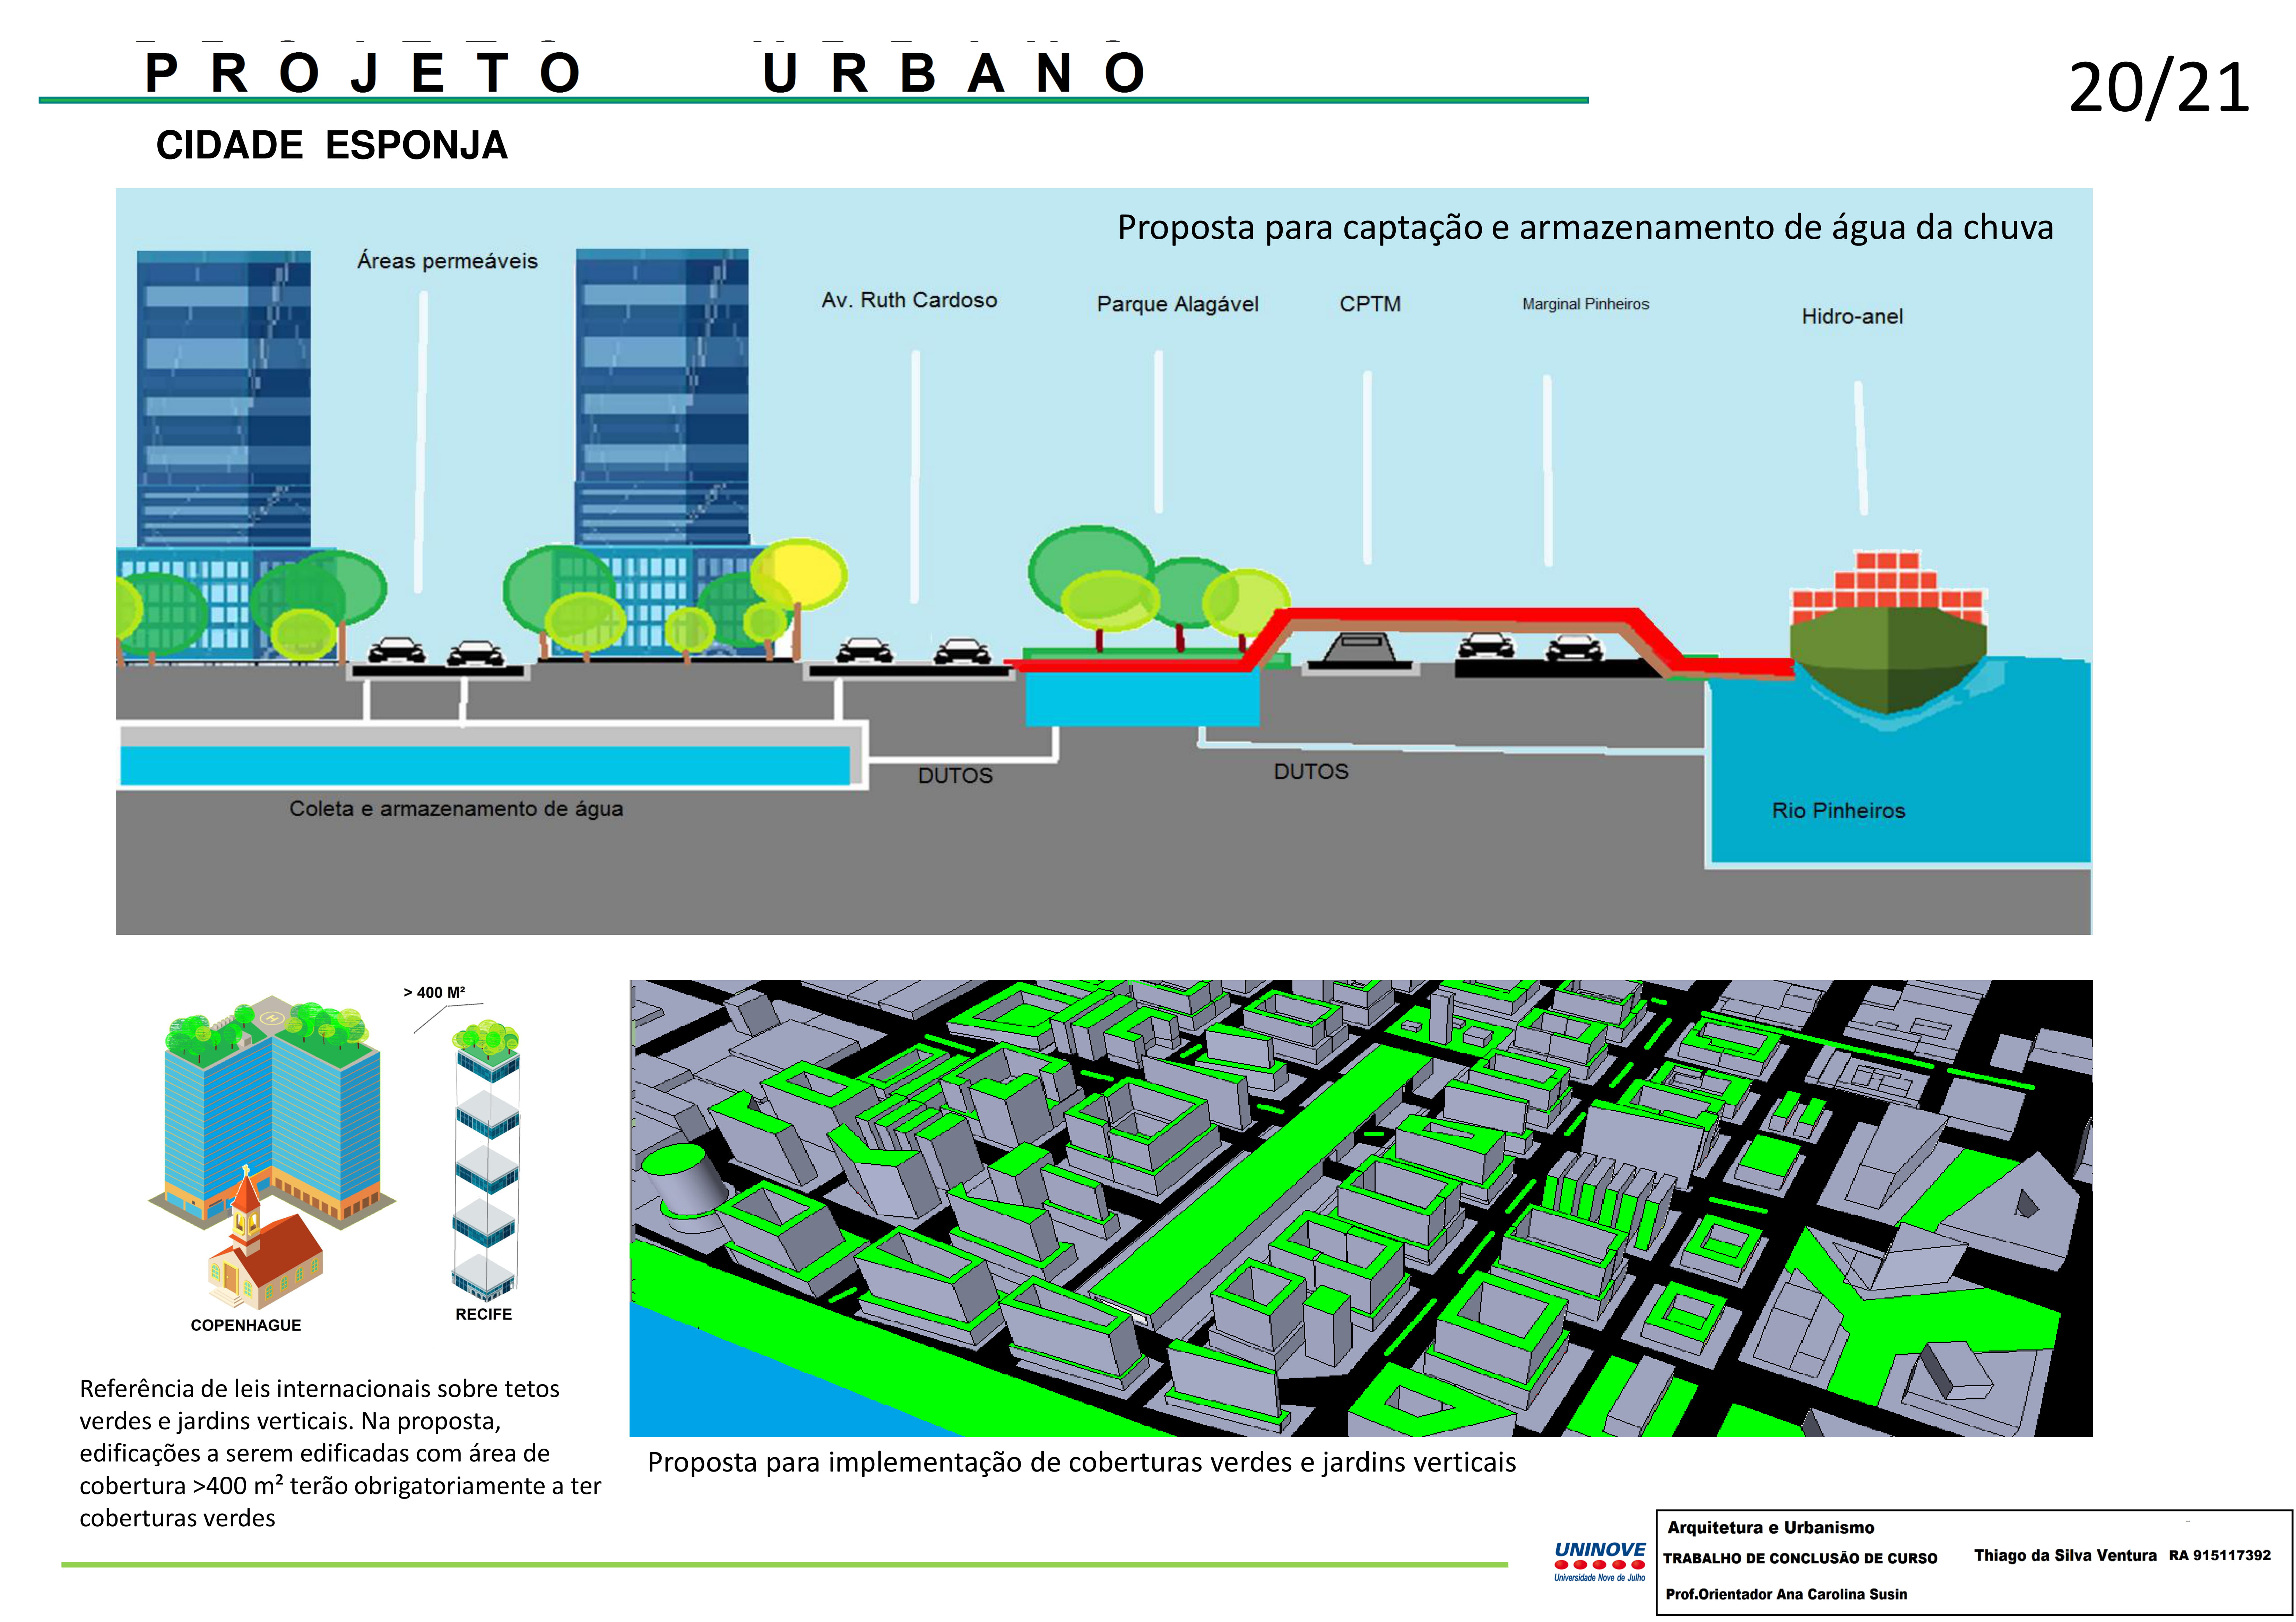 PROJETO URBANO
20/21
CIDADE ESPONJA
Proposta para captação e armazenamento de água da chuva
Áreas permeáveis
Av. Ruth Cardoso
Parque Alagável
CPTM
Marginal Pinheiros
Hidro-anel
DUTOS
DUTOS
Coleta e armazenamento de água
Rio Pinheiros
> 400 M²
H
COPENHAGUE
RECIFE
Referência de leis internacionais sobre tetos
verdes e jardins verticais. Na proposta,
edificações a serem edificadas com área de
cobertura >400 m² terão obrigatoriamente a ter
coberturas verdes
Proposta para implementação de coberturas verdes e jardins verticais
UNINOVE
Universidade Nove de Julho
Arquitetura e Urbanismo
TRABALHO DE CONCLUSÃO DE CURSO
Thiago da Silva Ventura RA 915117392
Prof.Orientador Ana Carolina Susin